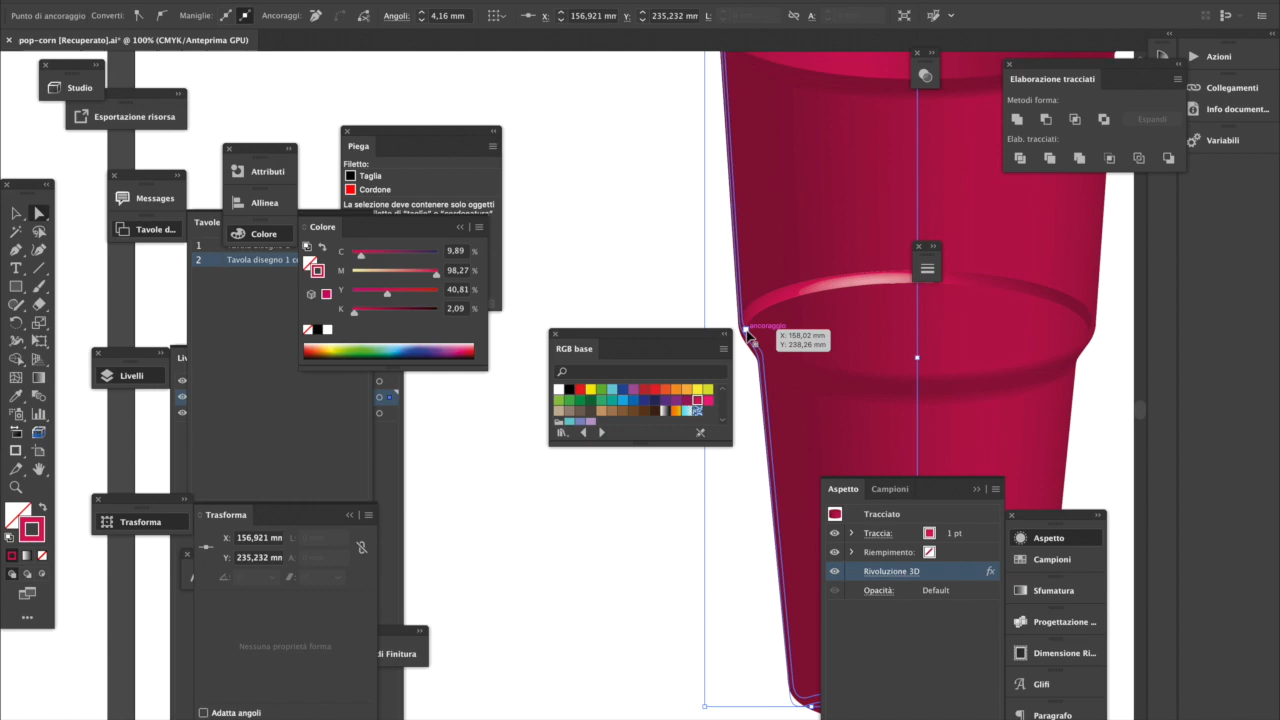 Punto di ancoraggio Converti: Maniglie: Ancoraggi: Angoli: 4,16 mm X: 156,921 mm Y: 235,232 mm L: A:
× pop-corn [Recuperato].ai* @ 100% (CMYK/Anteprima GPU)
Studio
Esportazione risorsa
Messages
Tavole d...
Attributi
Allinea
Colore
Piega
Filetto:
Taglia
Cordone
La selezione deve contenere solo oggetti
Tavole
1
2 Tavola disegno 1 co
Colore
C 9,89 %
M 98,27 %
Y 40,81 %
K 2,09 %
Livelli
Liv
Trasforma
Trasforma
X: 156,921 mm L: 0 mm
Y: 235,232 mm A: 0 mm
Nessuna proprietà forma
Adatta angoli
di Finitura
RGB base
ancoraggio
X: 158,02 mm
Y: 238,26 mm
Elaborazione tracciati
Metodi forma:
Espandi
Elab. tracciati:
Azioni
Collegamenti
Info document...
Variabili
Aspetto Campioni
Tracciato
Traccia: 1 pt
Riempimento:
Rivoluzione 3D fx
Opacità: Default
Aspetto
Campioni
Sfumatura
Progettazione ...
Dimensione Ri...
Glifi
Paragrafo